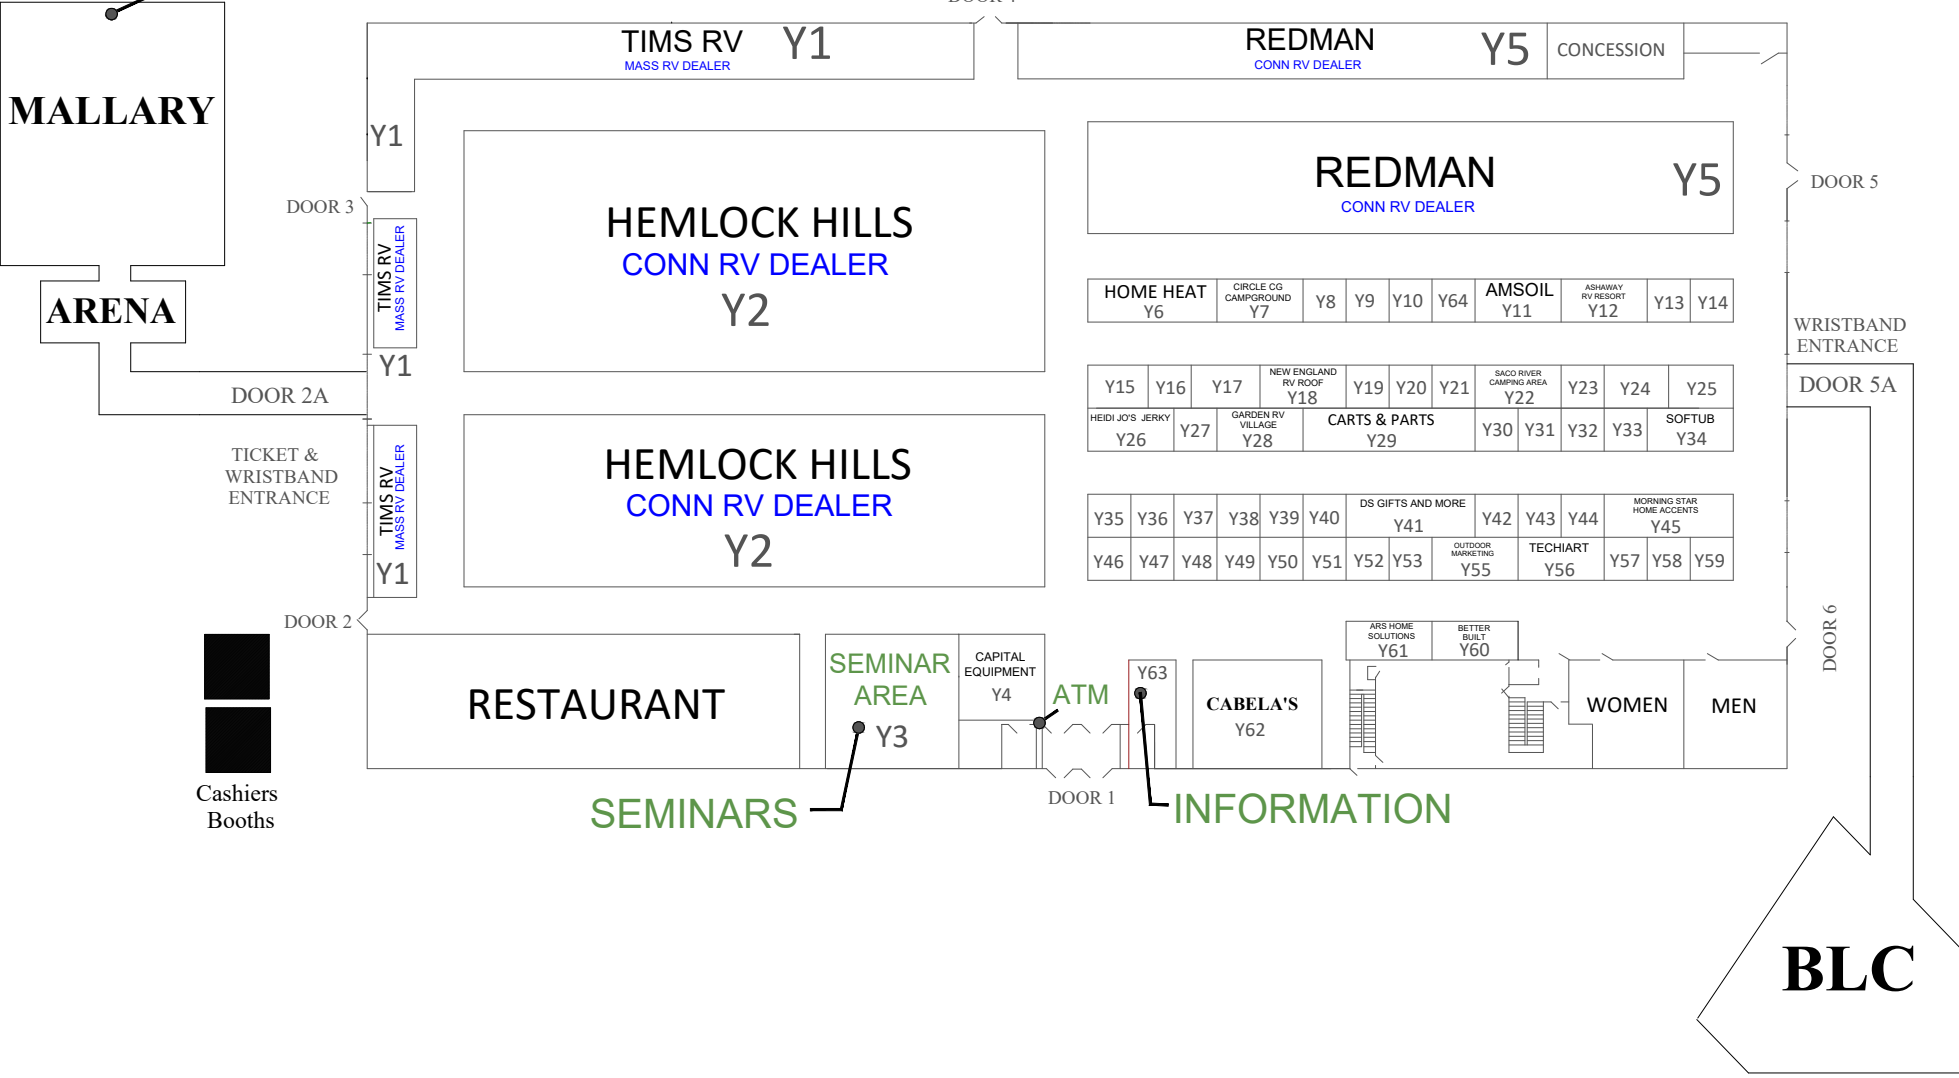 TIMS RV Y1
MASS RV DEALER
REDMAN Y5
CONN RV DEALER
CONCESSION
MALLARY
Y1
REDMAN Y5
CONN RV DEALER
DOOR 5
DOOR 3
HEMLOCK HILLS
CONN RV DEALER
Y2
TIMS RV
MASS RV DEALER
Y1
ARENA
HOME HEAT
Y6
CIRCLE CG
CAMPGROUND
Y7
Y8
Y9
Y10
Y64
AMSOIL
Y11
ASHAWAY
RV RESORT
Y12
Y13
Y14
WRISTBAND
ENTRANCE
DOOR 5A
DOOR 2A
Y15
Y16
Y17
NEW ENGLAND
RV ROOF
Y18
Y19
Y20
Y21
SACO RIVER
CAMPING AREA
Y22
Y23
Y24
Y25
HEIDI JO'S JERKY
Y26
Y27
GARDEN RV
VILLAGE
Y28
CARTS & PARTS
Y29
Y30
Y31
Y32
Y33
SOFTUB
Y34
TICKET &
WRISTBAND
ENTRANCE
TIMS RV
MASS RV DEALER
Y1
HEMLOCK HILLS
CONN RV DEALER
Y2
Y35
Y36
Y37
Y38
Y39
Y40
DS GIFTS AND MORE
Y41
Y42
Y43
Y44
MORNING STAR
HOME ACCENTS
Y45
Y46
Y47
Y48
Y49
Y50
Y51
Y52
Y53
OUTDOOR
MARKETING
Y55
TECHIART
Y56
Y57
Y58
Y59
DOOR 2
DOOR 6
RESTAURANT
SEMINAR
AREA
Y3
CAPITAL
EQUIPMENT
Y4
ATM
Y63
CABELA'S
Y62
ARS HOME
SOLUTIONS
Y61
BETTER
BUILT
Y60
WOMEN
MEN
Cashiers
Booths
SEMINARS
DOOR 1
INFORMATION
BLC